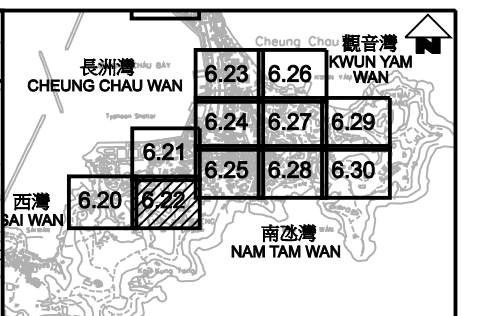 Cheung Chau
觀音灣
KWUN YAM
WAN
N
長洲灣
CHEUNG CHAU WAN
6.23
6.26
Typhoon Shelter
6.24
6.27
6.29
6.21
6.25
6.28
6.30
西灣
SAI WAN
6.20
6.22
南氹灣
NAM TAM WAN